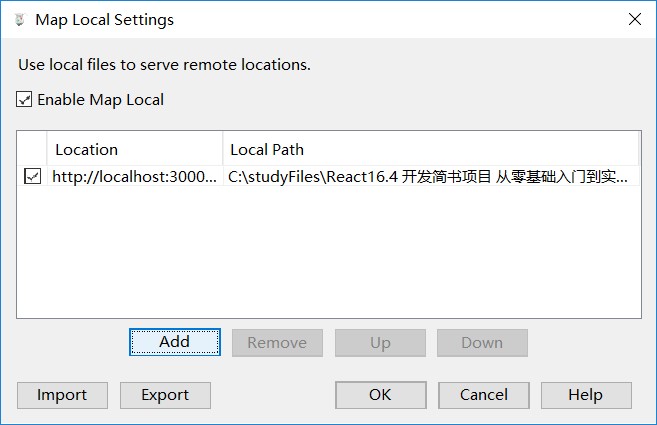 Map Local Settings
Use local files to serve remote locations.
Enable Map Local
Location Local Path
http://localhost:3000... C:\studyFiles\React16.4 开发简书项目 从零基础入门到实...
Add Remove Up Down
Import Export OK Cancel Help